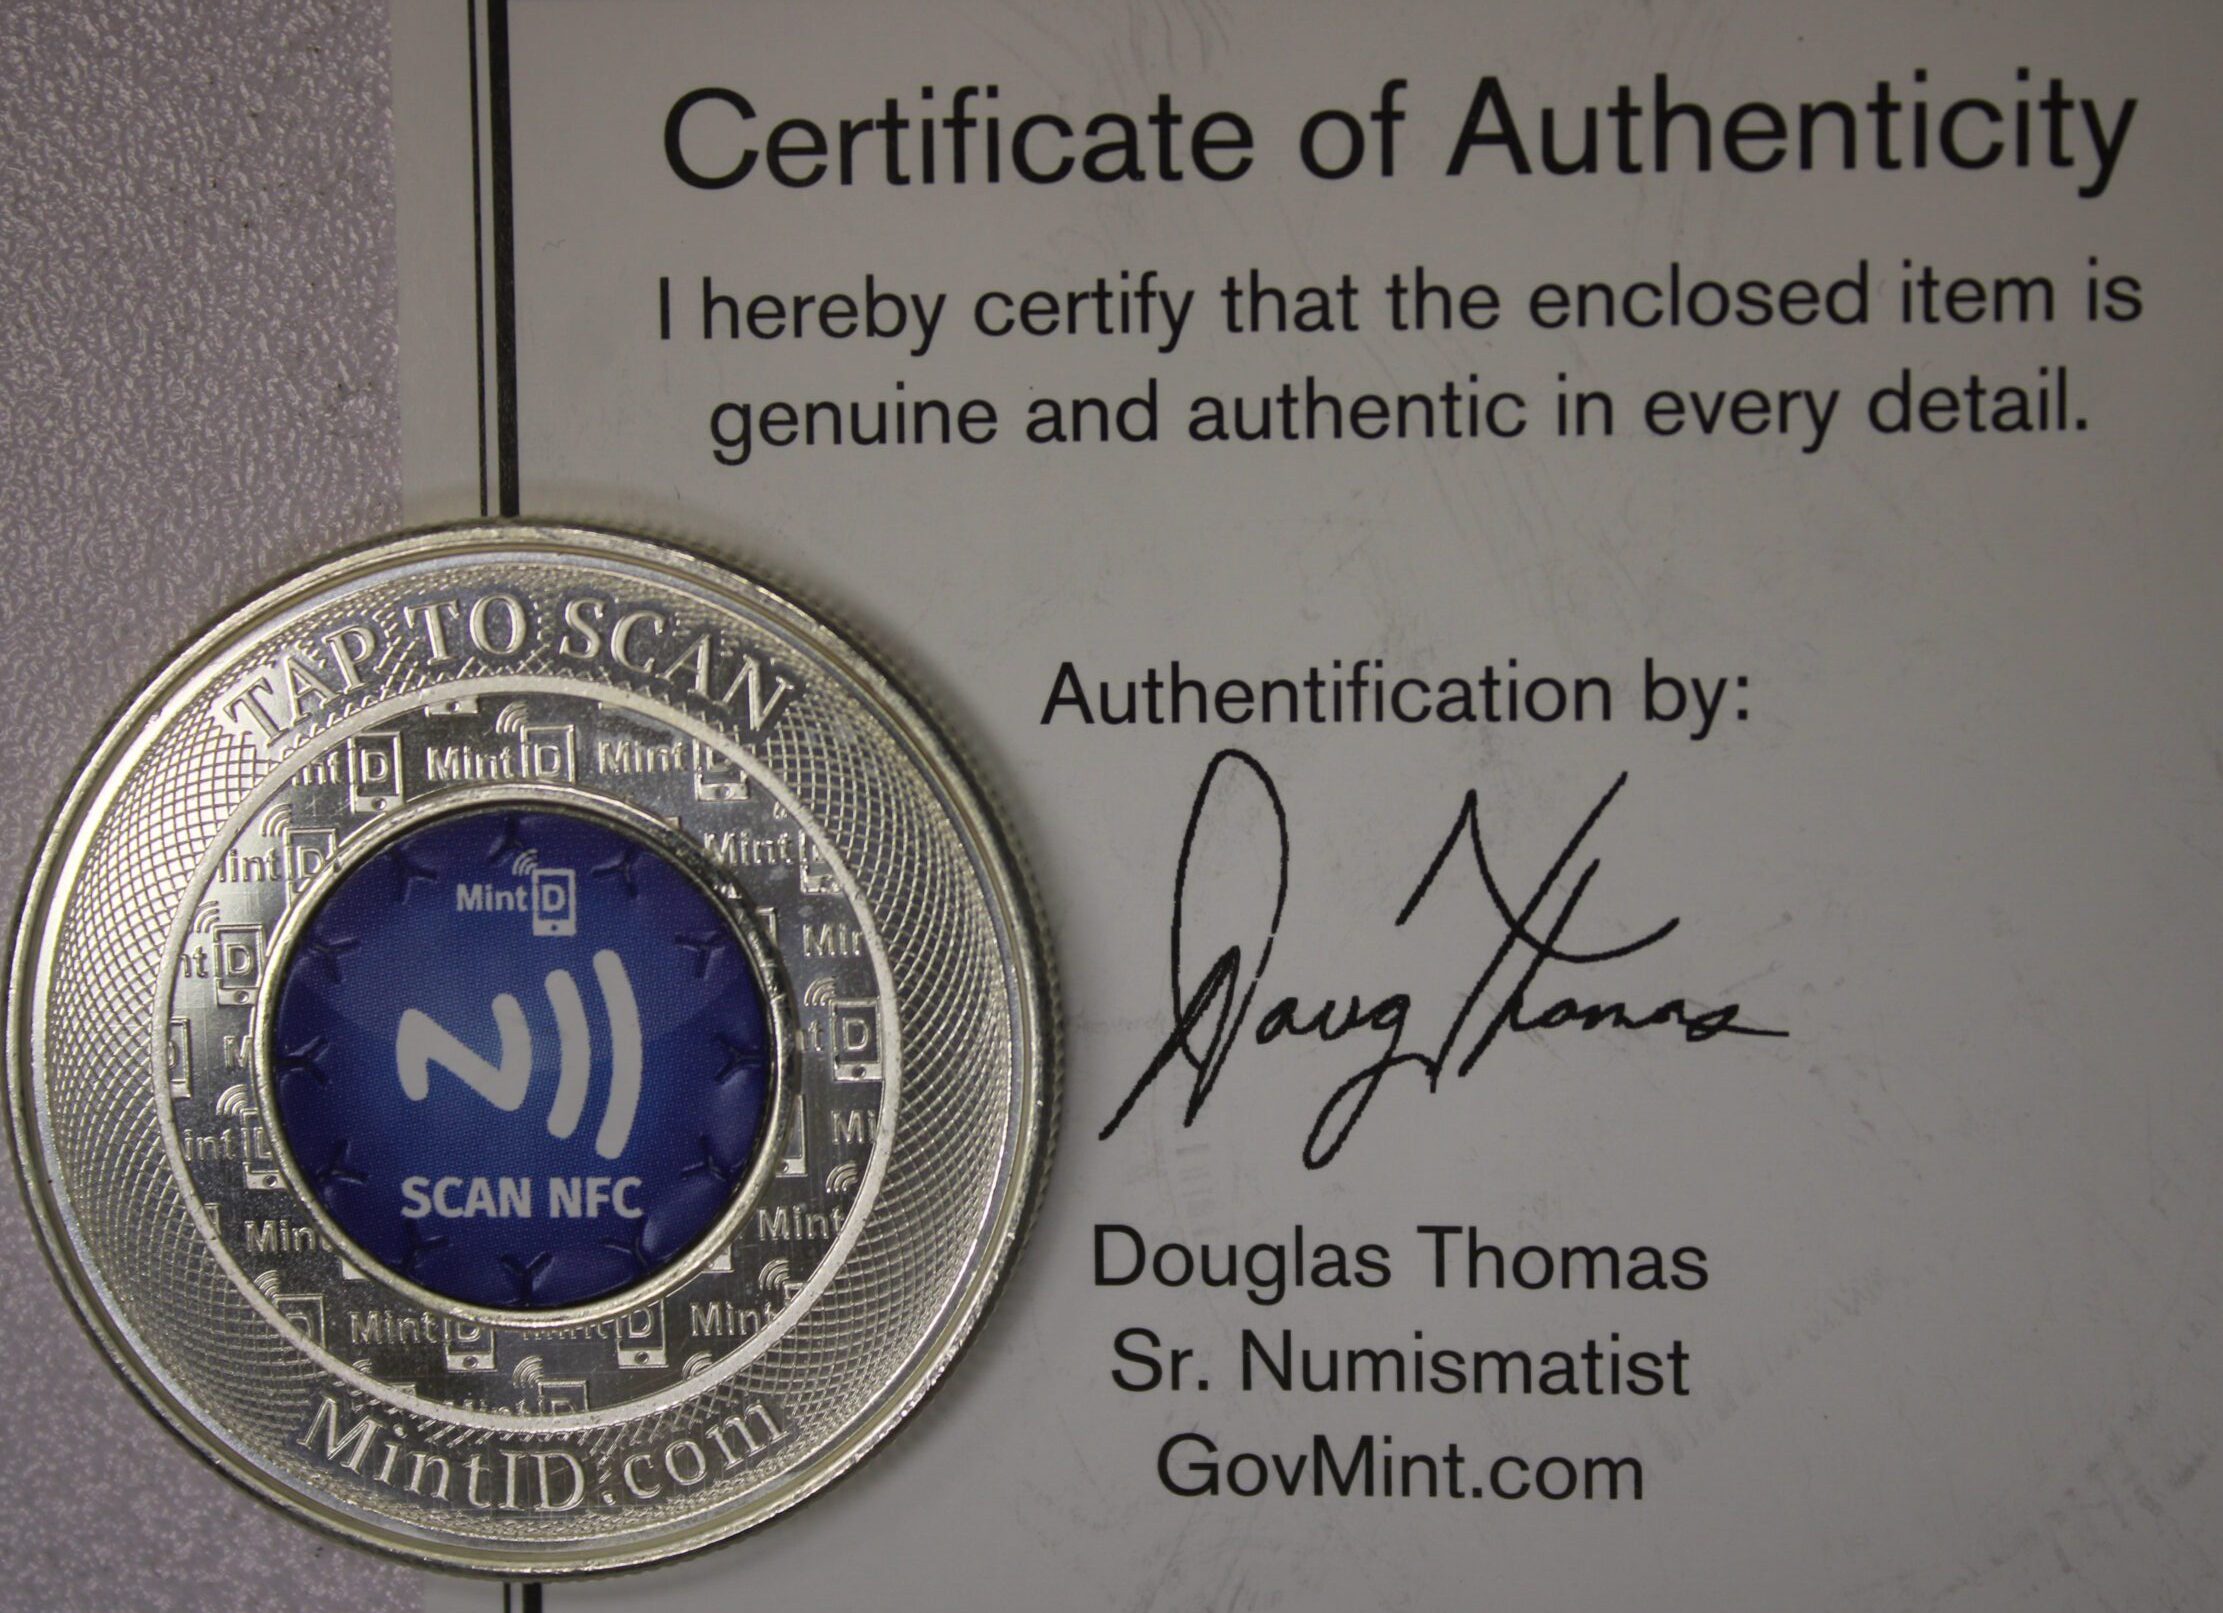 Certificate of Authenticity
I hereby certify that the enclosed item is
genuine and authentic in every detail.
Authentification by:
Doug Thomas
Douglas Thomas
Sr. Numismatist
GovMint.com
TAP TO SCAN
MintID
SCAN NFC
MintID.com